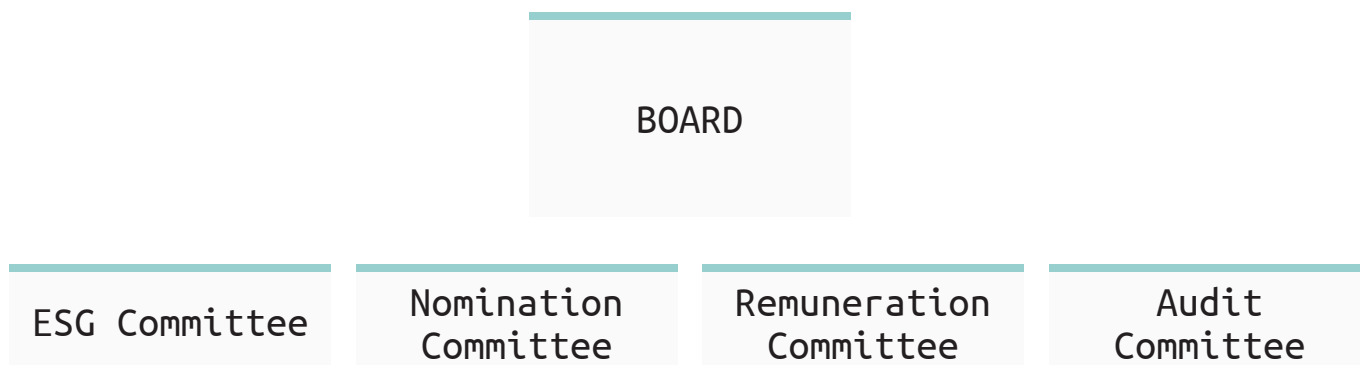 BOARD
ESG Committee
Nomination
Committee
Remuneration
Committee
Audit
Committee